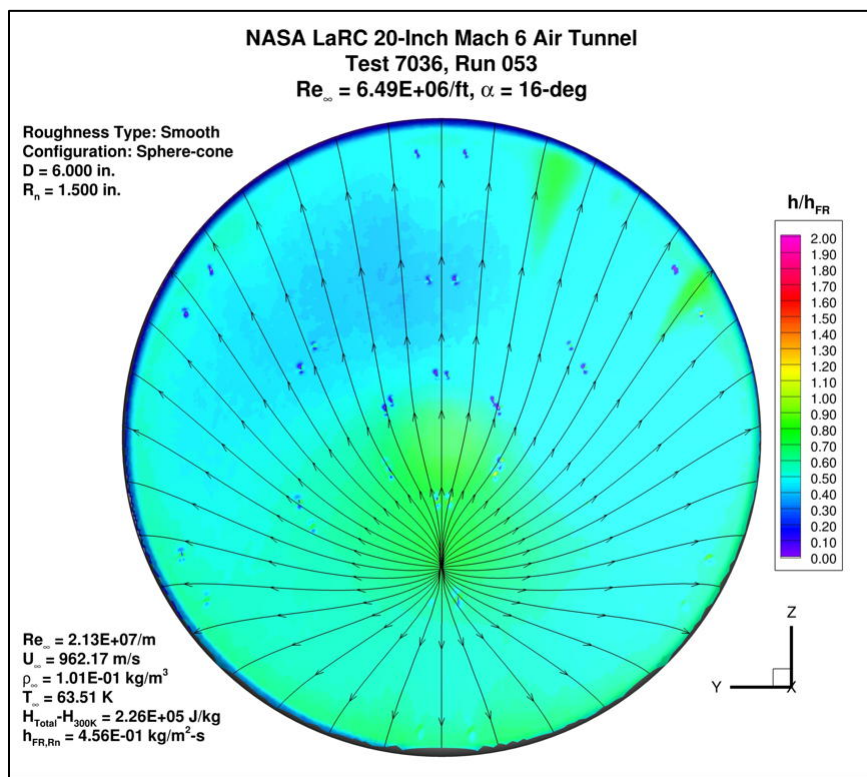 NASA LaRC 20-Inch Mach 6 Air Tunnel
Test 7036, Run 053
Re∞ = 6.49E+06/ft, α = 16-deg
Roughness Type: Smooth
Configuration: Sphere-cone
D = 6.000 in.
Rn = 1.500 in.
h/hFR
2.00
1.90
1.80
1.70
1.60
1.50
1.40
1.30
1.20
1.10
1.00
0.90
0.80
0.70
0.60
0.50
0.40
0.30
0.20
0.10
0.00
Re∞ = 2.13E+07/m
U∞ = 962.17 m/s
ρ∞ = 1.01E-01 kg/m³
T∞ = 63.51 K
HTotal-H300K = 2.26E+05 J/kg
hFR,Rn = 4.56E-01 kg/m²-s
Z
Y
X